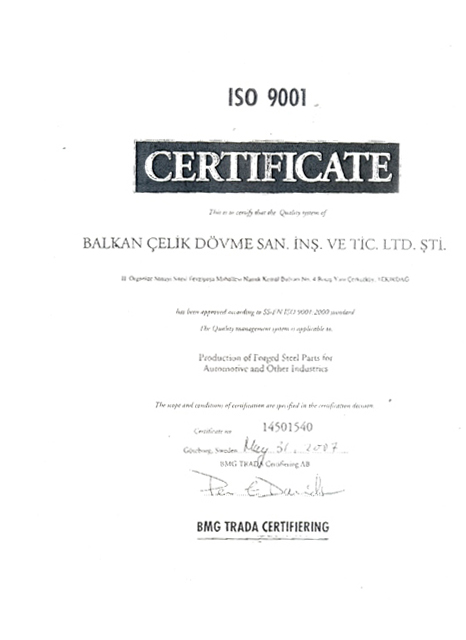 ISO 9001
CERTIFICATE
This is to certify that the Quality system of
BALKAN ÇELİK DÖVME SAN. İNŞ. VE TİC. LTD. ŞTİ.
has been approved according to SS-EN ISO 9001:2000 standard
The Quality management system is applicable to:
Production of Forged Steel Parts for
Automotive and Other Industries
The scope and conditions of certification are specified in the certification decision
Certificate no 14501540
Göteborg, Sweden May 31, 2007
BMG TRADA Certifiering AB
BMG TRADA CERTIFIERING